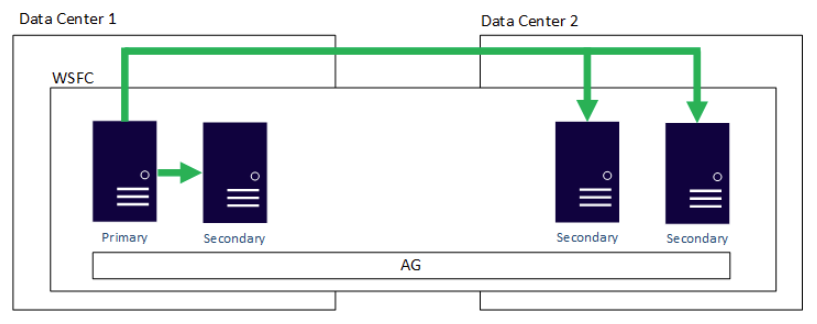 Data Center 1
Data Center 2
WSFC
Primary
Secondary
Secondary
Secondary
AG